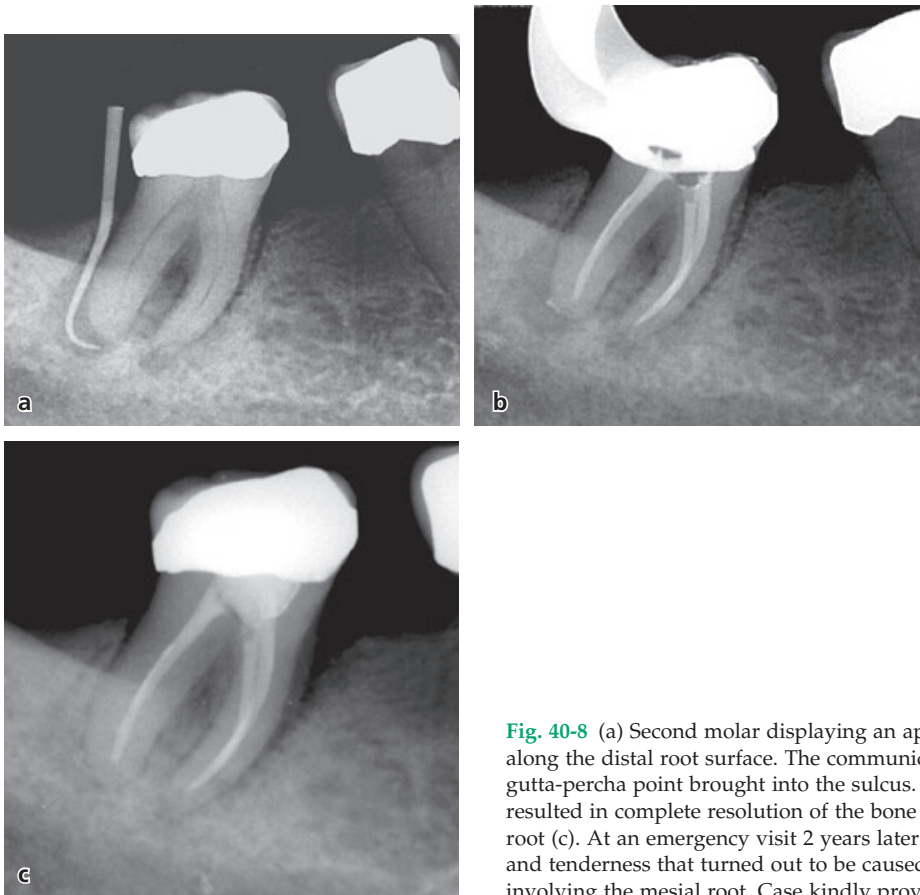 a
b
c
Fig. 40-8 (a) Second molar displaying an ap
along the distal root surface. The communic
gutta-percha point brought into the sulcus.
resulted in complete resolution of the bone
root (c). At an emergency visit 2 years later
and tenderness that turned out to be caused
involving the mesial root. Case kindly prov